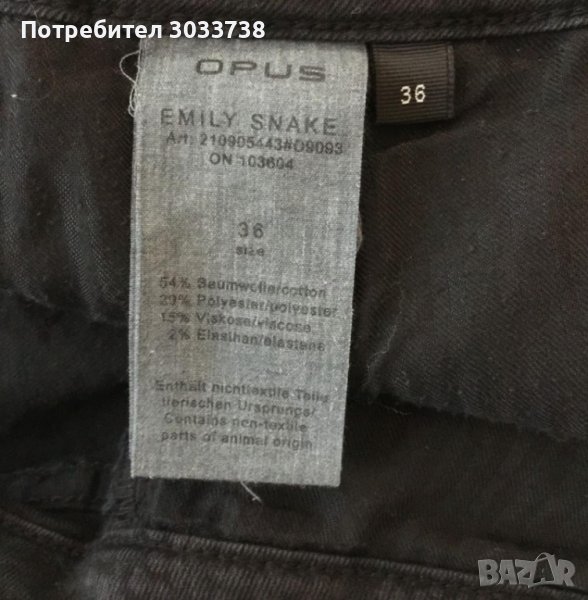 Потребител 3033738
OPUS
36
EMILY SNAKE
Art: 210905443#D9093
ON 103604
36
size
54% Baumwolle/cotton
29% Polyester/polyester
15% Viskose/viscose
2% Elasthan/elastane
Enthält nichttextile Teile
tierischen Ursprungs/
Contains non-textile
parts of animal origin
BAZAR